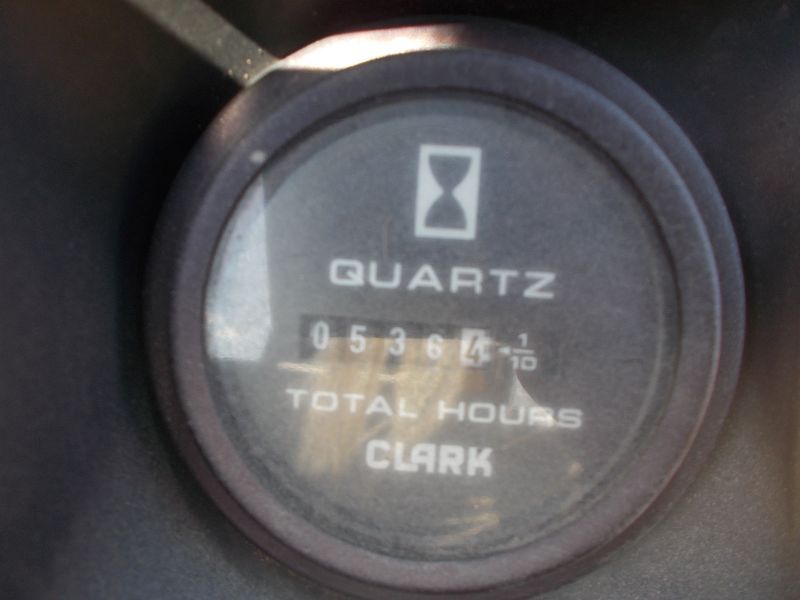 QUARTZ
05364 1/10
TOTAL HOURS
CLARK